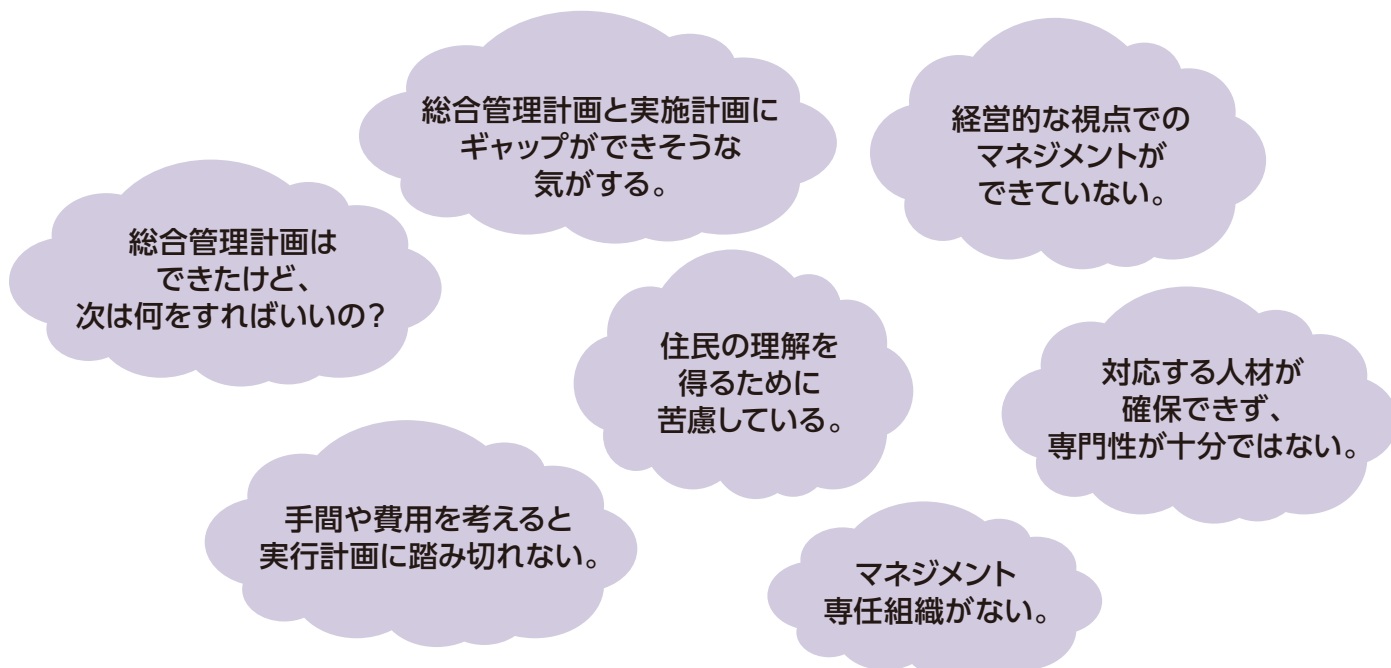 総合管理計画と実施計画に
ギャップができそうな
気がする。
経営的な視点での
マネジメントが
できていない。
総合管理計画は
できたけど、
次は何をすればいいの?
住民の理解を
得るために
苦慮している。
対応する人材が
確保できず、
専門性が十分ではない。
手間や費用を考えると
実行計画に踏み切れない。
マネジメント
専任組織がない。